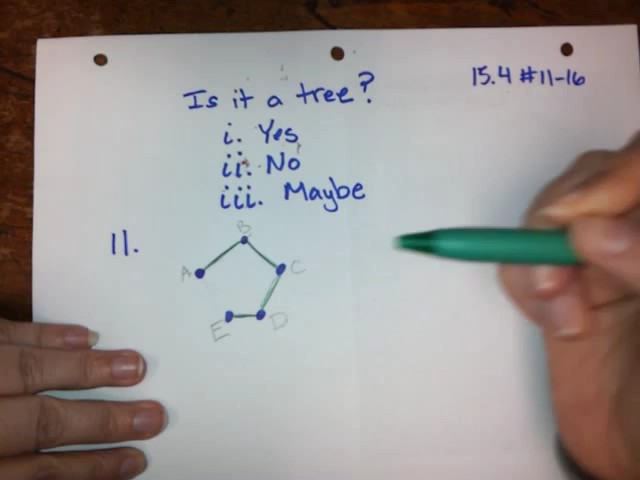 15.4 #11-16
Is it a tree?
i. Yes
ii. No
iii. Maybe
11.
B
A
C
E
D